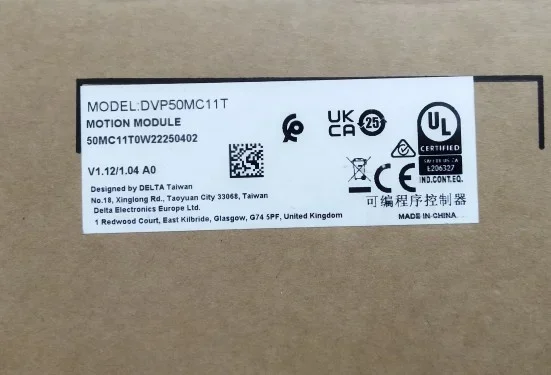 MODEL:DVP50MC11T
MOTION MODULE
50MC11T0W22250402
V1.12/1.04 A0
Designed by DELTA Taiwan
No.18, Xinglong Rd., Taoyuan City 33068, Taiwan
Delta Electronics Europe Ltd.
1 Redwood Court, East Kilbride, Glasgow, G74 5PF, United Kingdom
UK
CA
25
UL
CERTIFIED
E206327
IND.CONT.EQ.
CE
可编程序控制器
MADE IN CHINA